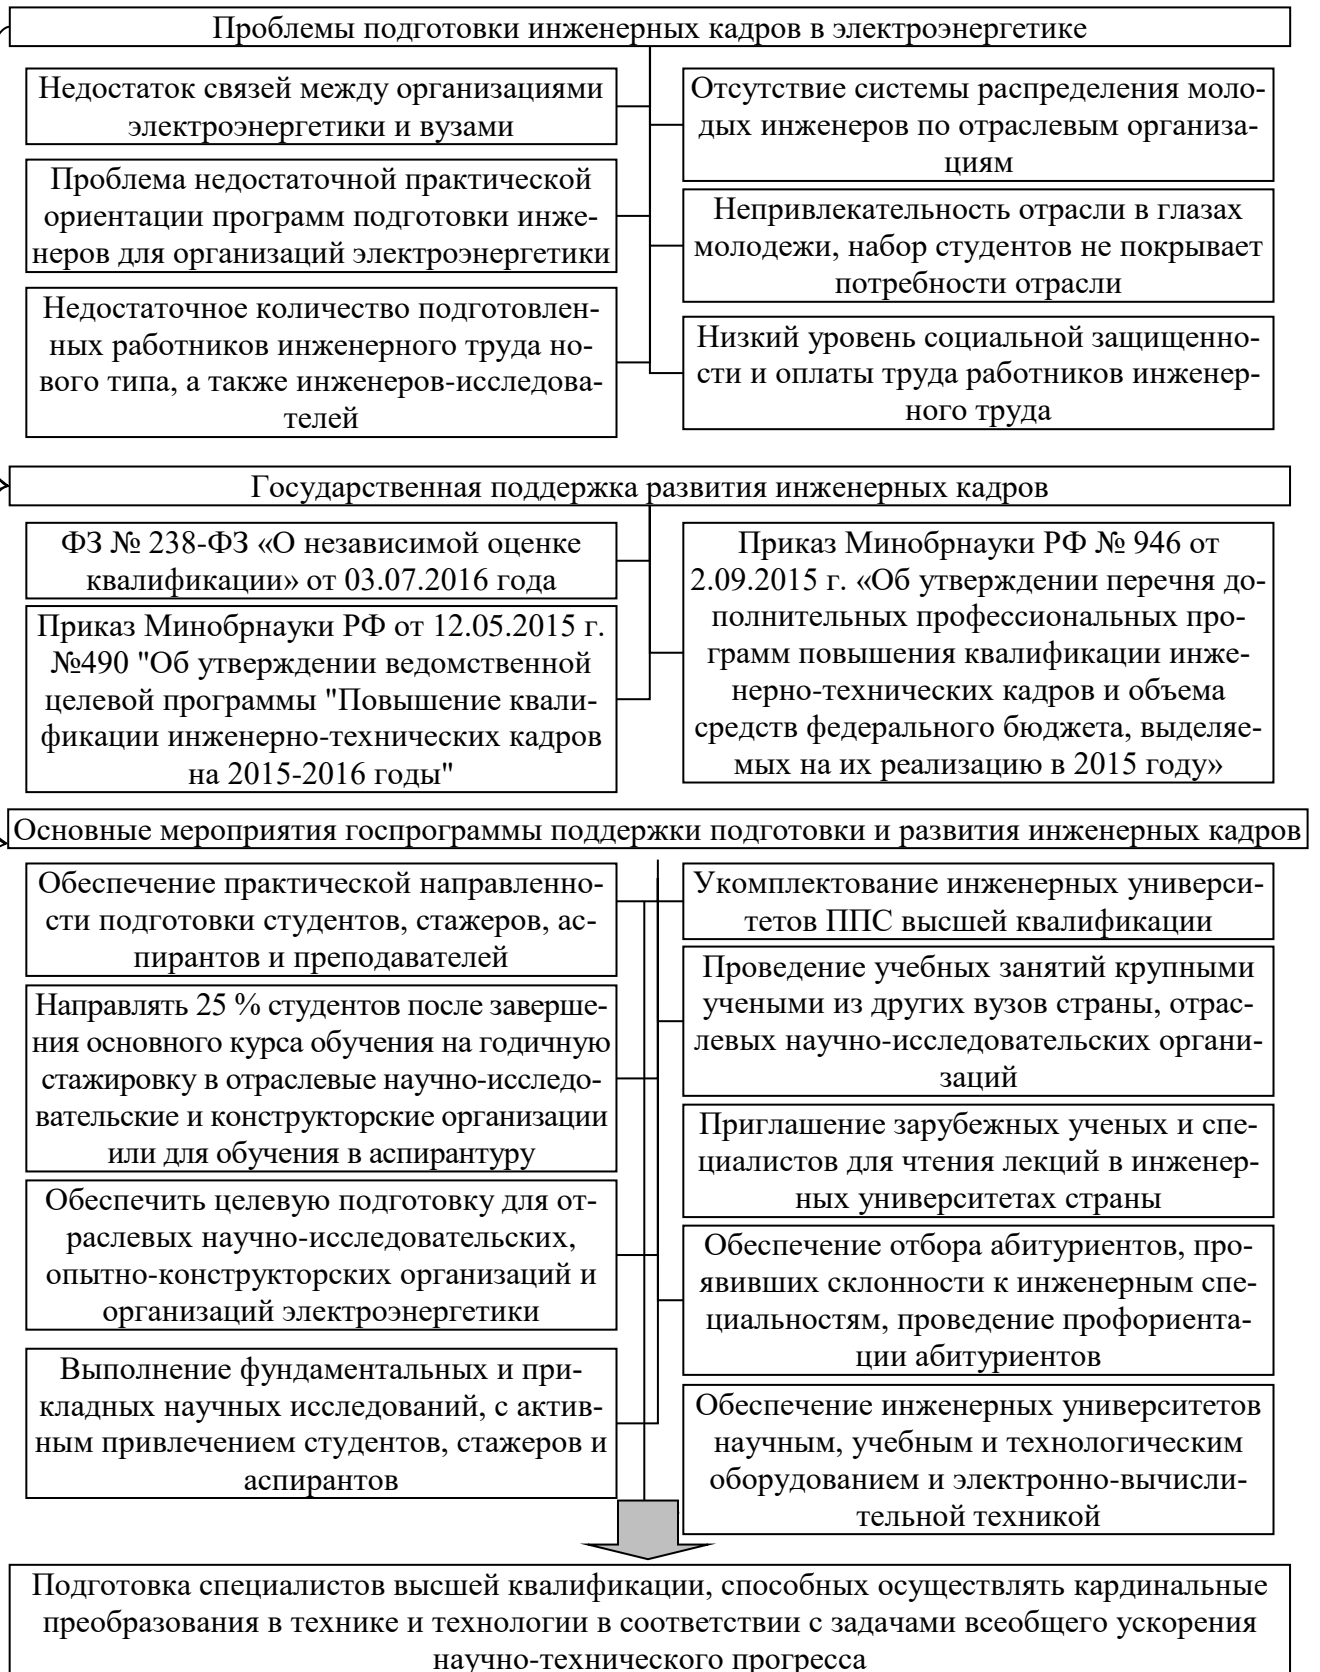 Проблемы подготовки инженерных кадров в электроэнергетике
Недостаток связей между организациями
электроэнергетики и вузами
Проблема недостаточной практической
ориентации программ подготовки инже-
неров для организаций электроэнергетики
Недостаточное количество подготовлен-
ных работников инженерного труда но-
вого типа, а также инженеров-исследова-
телей
Отсутствие системы распределения моло-
дых инженеров по отраслевым организа-
циям
Непривлекательность отрасли в глазах
молодежи, набор студентов не покрывает
потребности отрасли
Низкий уровень социальной защищенно-
сти и оплаты труда работников инженер-
ного труда
Государственная поддержка развития инженерных кадров
ФЗ № 238-ФЗ «О независимой оценке
квалификации» от 03.07.2016 года
Приказ Минобрнауки РФ от 12.05.2015 г.
№490 "Об утверждении ведомственной
целевой программы "Повышение квали-
фикации инженерно-технических кадров
на 2015-2016 годы"
Приказ Минобрнауки РФ № 946 от
2.09.2015 г. «Об утверждении перечня до-
полнительных профессиональных про-
грамм повышения квалификации инже-
нерно-технических кадров и объема
средств федерального бюджета, выделяе-
мых на их реализацию в 2015 году»
Основные мероприятия госпрограммы поддержки подготовки и развития инженерных кадров
Обеспечение практической направленно-
сти подготовки студентов, стажеров, ас-
пирантов и преподавателей
Направлять 25 % студентов после заверше-
ния основного курса обучения на годичную
стажировку в отраслевые научно-исследо-
вательские и конструкторские организации
или для обучения в аспирантуру
Обеспечить целевую подготовку для от-
раслевых научно-исследовательских,
опытно-конструкторских организаций и
организаций электроэнергетики
Выполнение фундаментальных и при-
кладных научных исследований, с актив-
ным привлечением студентов, стажеров и
аспирантов
Укомплектование инженерных универси-
тетов ППС высшей квалификации
Проведение учебных занятий крупными
учеными из других вузов страны, отрас-
левых научно-исследовательских органи-
заций
Приглашение зарубежных ученых и спе-
циалистов для чтения лекций в инженер-
ных университетах страны
Обеспечение отбора абитуриентов, про-
явивших склонности к инженерным спе-
циальностям, проведение профориента-
ции абитуриентов
Обеспечение инженерных университетов
научным, учебным и технологическим
оборудованием и электронно-вычисли-
тельной техникой
Подготовка специалистов высшей квалификации, способных осуществлять кардинальные
преобразования в технике и технологии в соответствии с задачами всеобщего ускорения
научно-технического прогресса